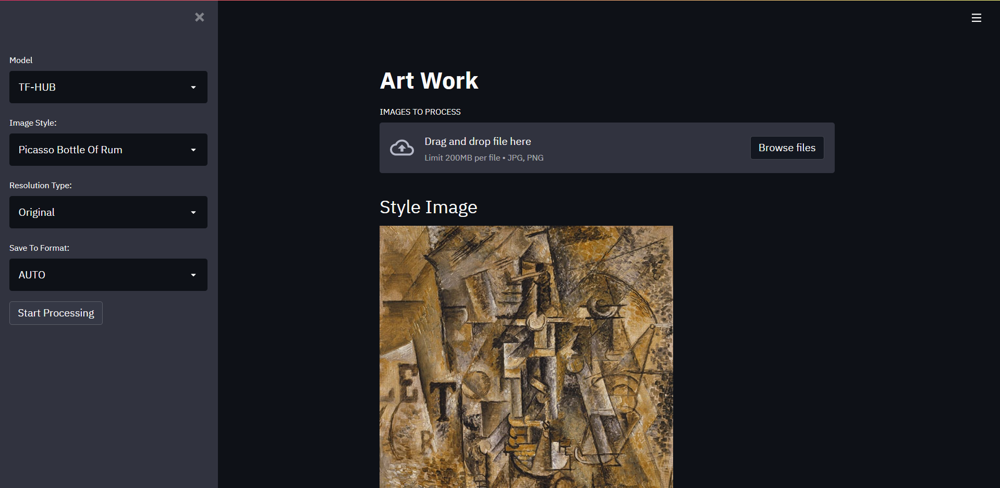 Model
TF-HUB
Image Style:
Picasso Bottle Of Rum
Resolution Type:
Original
Save To Format:
AUTO
Start Processing
Art Work
IMAGES TO PROCESS
Drag and drop file here
Limit 200MB per file • JPG, PNG
Browse files
Style Image
LE
T
R